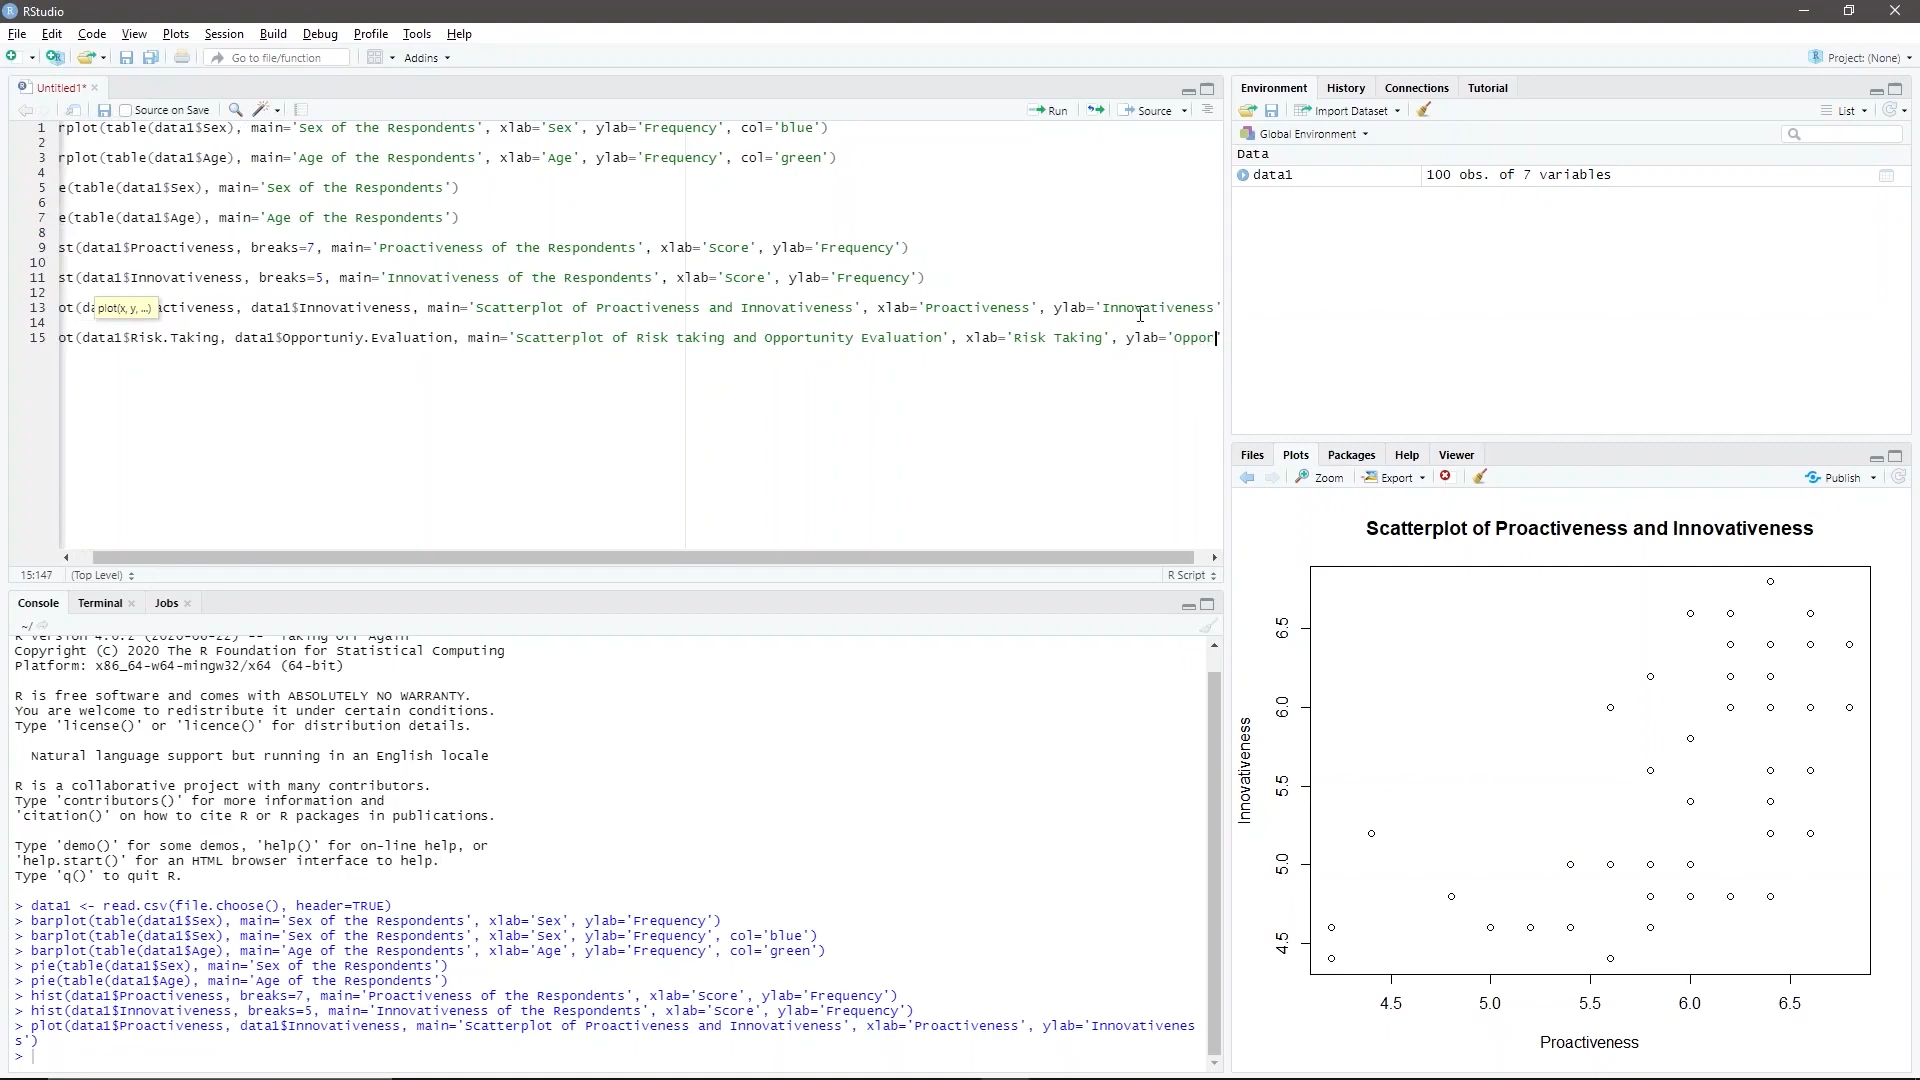 RStudio
File Edit Code View Plots Session Build Debug Profile Tools Help
Go to file/function Addins Project: (None)
Untitled1*
Source on Save Run Source
1 rplot(table(data1$Sex), main='Sex of the Respondents', xlab='Sex', ylab='Frequency', col='blue')
2
3 rplot(table(data1$Age), main='Age of the Respondents', xlab='Age', ylab='Frequency', col='green')
4
5 e(table(data1$Sex), main='Sex of the Respondents')
6
7 e(table(data1$Age), main='Age of the Respondents')
8
9 st(data1$Proactiveness, breaks=7, main='Proactiveness of the Respondents', xlab='Score', ylab='Frequency')
10
11 st(data1$Innovativeness, breaks=5, main='Innovativeness of the Respondents', xlab='Score', ylab='Frequency')
12
13 ot(da plot(x, y, ...) activeness, data1$Innovativeness, main='Scatterplot of Proactiveness and Innovativeness', xlab='Proactiveness', ylab='Innovativeness'
14
15 ot(data1$Risk.Taking, data1$Opportuniy.Evaluation, main='Scatterplot of Risk taking and Opportunity Evaluation', xlab='Risk Taking', ylab='Oppor'
15:147 (Top Level) R Script
Console Terminal Jobs
~/
R version 4.0.2 (2020-06-22) -- "Taking Off Again"
Copyright (C) 2020 The R Foundation for Statistical Computing
Platform: x86_64-w64-mingw32/x64 (64-bit)
R is free software and comes with ABSOLUTELY NO WARRANTY.
You are welcome to redistribute it under certain conditions.
Type 'license()' or 'licence()' for distribution details.
Natural language support but running in an English locale
R is a collaborative project with many contributors.
Type 'contributors()' for more information and
'citation()' on how to cite R or R packages in publications.
Type 'demo()' for some demos, 'help()' for on-line help, or
'help.start()' for an HTML browser interface to help.
Type 'q()' to quit R.
> data1 <- read.csv(file.choose(), header=TRUE)
> barplot(table(data1$Sex), main='Sex of the Respondents', xlab='Sex', ylab='Frequency')
> barplot(table(data1$Sex), main='Sex of the Respondents', xlab='Sex', ylab='Frequency', col='blue')
> barplot(table(data1$Age), main='Age of the Respondents', xlab='Age', ylab='Frequency', col='green')
> pie(table(data1$Sex), main='Sex of the Respondents')
> pie(table(data1$Age), main='Age of the Respondents')
> hist(data1$Proactiveness, breaks=7, main='Proactiveness of the Respondents', xlab='Score', ylab='Frequency')
> hist(data1$Innovativeness, breaks=5, main='Innovativeness of the Respondents', xlab='Score', ylab='Frequency')
> plot(data1$Proactiveness, data1$Innovativeness, main='Scatterplot of Proactiveness and Innovativeness', xlab='Proactiveness', ylab='Innovativenes
s')
>
Environment History Connections Tutorial
Import Dataset List
Global Environment
Data
data1 100 obs. of 7 variables
Files Plots Packages Help Viewer
Zoom Export Publish
Scatterplot of Proactiveness and Innovativeness
6.5
6.0
5.5
5.0
4.5
Innovativeness
4.5 5.0 5.5 6.0 6.5
Proactiveness